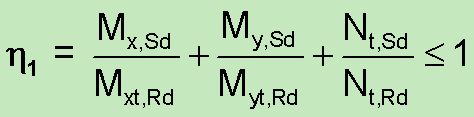 η1 = Mx,Sd / Mxt,Rd + My,Sd / Myt,Rd + Nt,Sd / Nt,Rd ≤ 1